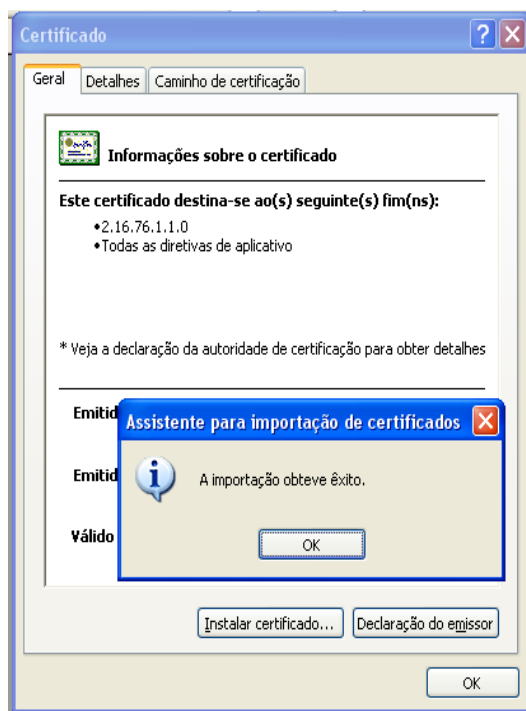 Certificado
Geral Detalhes Caminho de certificação
Informações sobre o certificado
Este certificado destina-se ao(s) seguinte(s) fim(ns):
•2.16.76.1.1.0
•Todas as diretivas de aplicativo
* Veja a declaração da autoridade de certificação para obter detalhes
Emitid
Assistente para importação de certificados
Emitid
A importação obteve êxito.
Válido
OK
Instalar certificado... Declaração do emissor
OK